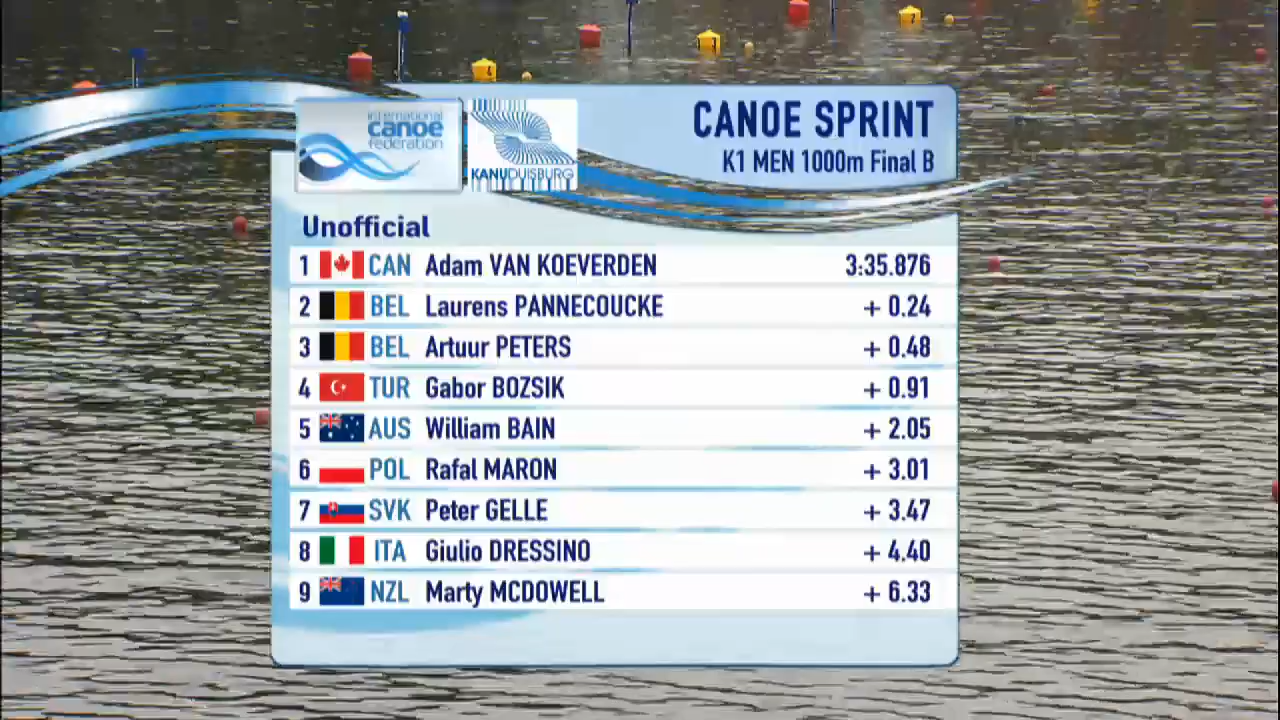 international
canoe
federation
KANUDUISBURG
CANOE SPRINT
K1 MEN 1000m Final B
Unofficial
1 CAN Adam VAN KOEVERDEN 3:35.876
2 BEL Laurens PANNECOUCKE + 0.24
3 BEL Artuur PETERS + 0.48
4 TUR Gabor BOZSIK + 0.91
5 AUS William BAIN + 2.05
6 POL Rafal MARON + 3.01
7 SVK Peter GELLE + 3.47
8 ITA Giulio DRESSINO + 4.40
9 NZL Marty MCDOWELL + 6.33